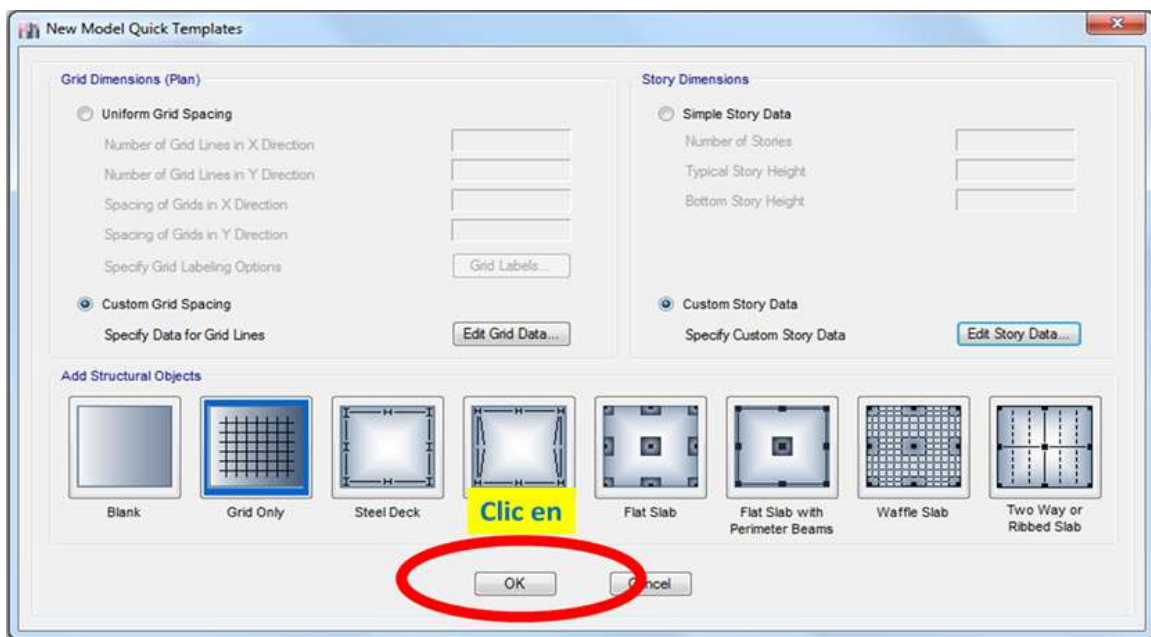 New Model Quick Templates
Grid Dimensions (Plan)
Uniform Grid Spacing
Number of Grid Lines in X Direction
Number of Grid Lines in Y Direction
Spacing of Grids in X Direction
Spacing of Grids in Y Direction
Specify Grid Labeling Options
Grid Labels...
Custom Grid Spacing
Specify Data for Grid Lines
Edit Grid Data...
Story Dimensions
Simple Story Data
Number of Stories
Typical Story Height
Bottom Story Height
Custom Story Data
Specify Custom Story Data
Edit Story Data...
Add Structural Objects
Blank
Grid Only
Steel Deck
Clic en
Flat Slab
Flat Slab with
Perimeter Beams
Waffle Slab
Two Way or
Ribbed Slab
OK
Cancel